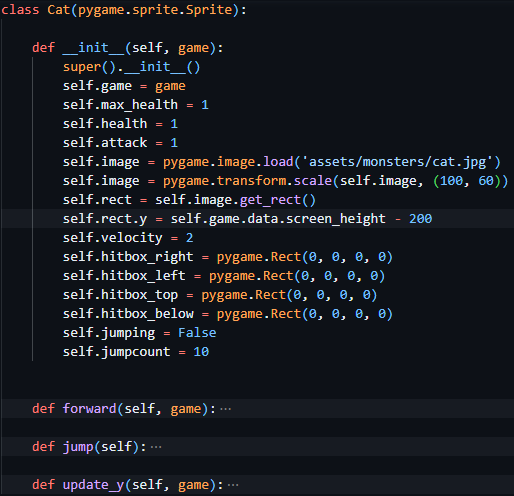 class Cat(pygame.sprite.Sprite):
def __init__(self, game):
super().__init__()
self.game = game
self.max_health = 1
self.health = 1
self.attack = 1
self.image = pygame.image.load('assets/monsters/cat.jpg')
self.image = pygame.transform.scale(self.image, (100, 60))
self.rect = self.image.get_rect()
self.rect.y = self.game.data.screen_height - 200
self.velocity = 2
self.hitbox_right = pygame.Rect(0, 0, 0, 0)
self.hitbox_left = pygame.Rect(0, 0, 0, 0)
self.hitbox_top = pygame.Rect(0, 0, 0, 0)
self.hitbox_below = pygame.Rect(0, 0, 0, 0)
self.jumping = False
self.jumpcount = 10
def forward(self, game):···
def jump(self):···
def update_y(self, game):···